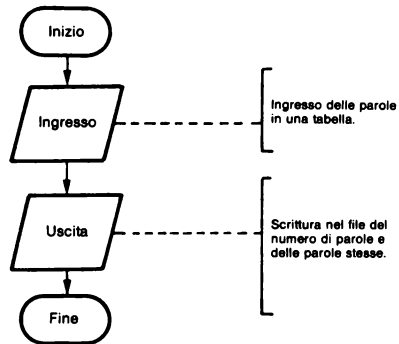 Inizio
Ingresso
Ingresso delle parole
in una tabella.
Uscita
Scrittura nel file del
numero di parole e
delle parole stesse.
Fine